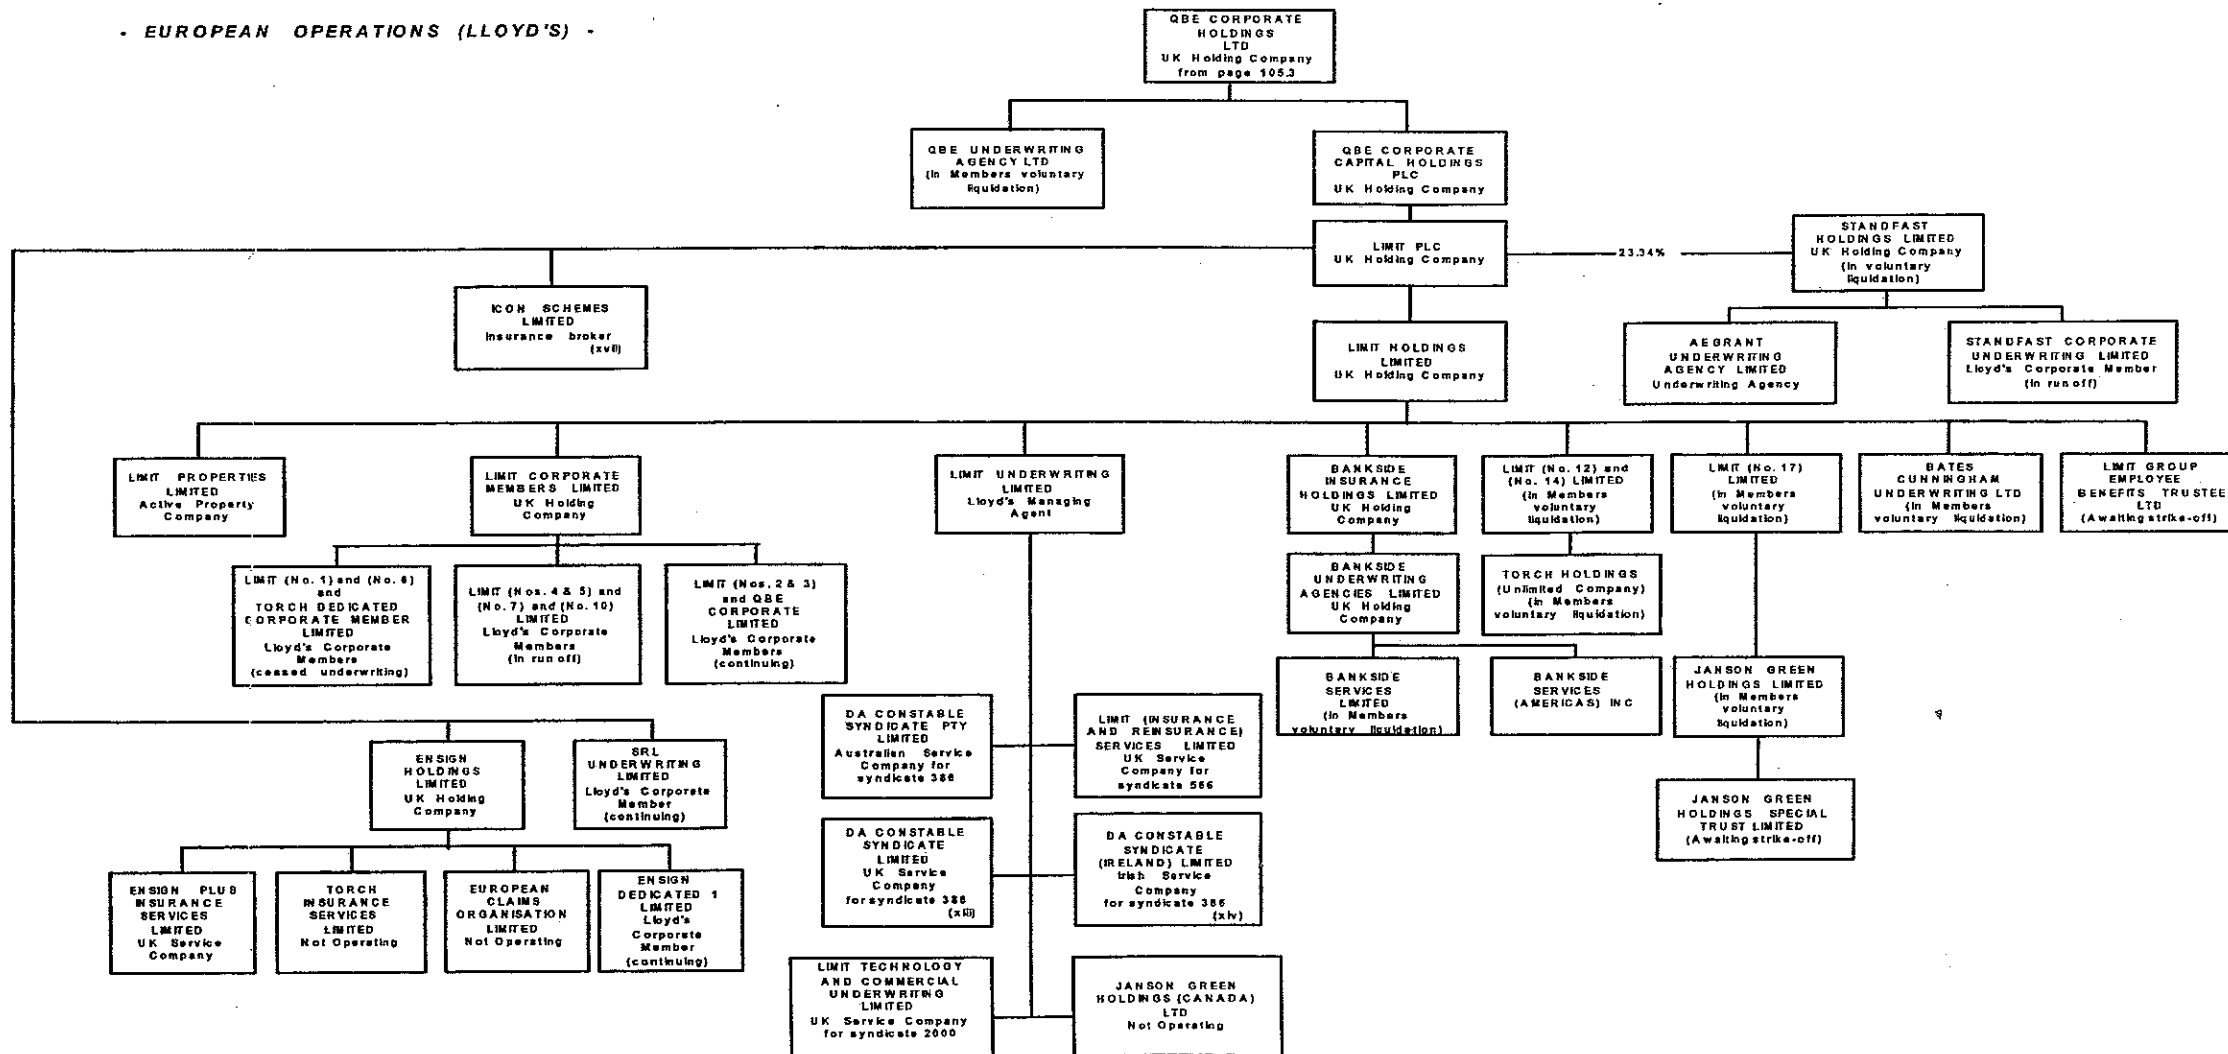 - EUROPEAN OPERATIONS (LLOYD'S) -
QBE CORPORATE
HOLDINGS
LTD
UK Holding Company
from page 105.3
QBE UNDERWRITING
AGENCY LTD
(in Members voluntary
liquidation)
QBE CORPORATE
CAPITAL HOLDINGS
PLC
UK Holding Company
LIMIT PLC
UK Holding Company
23.34%
STANDFAST
HOLDINGS LIMITED
UK Holding Company
(in voluntary
liquidation)
ICON SCHEMES
LIMITED
Insurance broker
(xvii)
LIMIT HOLDINGS
LIMITED
UK Holding Company
AEGRANT
UNDERWRITING
AGENCY LIMITED
Underwriting Agency
STANDFAST CORPORATE
UNDERWRITING LIMITED
Lloyd's Corporate Member
(in run off)
LIMIT PROPERTIES
LIMITED
Active Property
Company
LIMIT CORPORATE
MEMBERS LIMITED
UK Holding
Company
LIMIT UNDERWRITING
LIMITED
Lloyd's Managing
Agent
BANKSIDE
INSURANCE
HOLDINGS LIMITED
UK Holding
Company
LIMIT (No. 12) and
(No. 14) LIMITED
(in Members
voluntary
liquidation)
LIMIT (No. 17)
LIMITED
(in Members
voluntary
liquidation)
BATES
CUNNINGHAM
UNDERWRITING LTD
(in Members
voluntary liquidation)
LIMIT GROUP
EMPLOYEE
BENEFITS TRUSTEE
LTD
(Awaiting strike-off)
LIMIT (No. 1) and (No. 6)
and
TORCH DEDICATED
CORPORATE MEMBER
LIMITED
Lloyd's Corporate
Members
(ceased underwriting)
LIMIT (Nos. 4 & 5) and
(No. 7) and (No. 10)
LIMITED
Lloyd's Corporate
Members
(in run off)
LIMIT (Nos. 2 & 3)
and QBE
CORPORATE
LIMITED
Lloyd's Corporate
Members
(continuing)
BANKSIDE
UNDERWRITING
AGENCIES LIMITED
UK Holding
Company
TORCH HOLDINGS
(Unlimited Company)
(in Members
voluntary liquidation)
BANKSIDE
SERVICES
LIMITED
(in Members
voluntary liquidation)
BANKSIDE
SERVICES
(AMERICAS) INC
JANSON GREEN
HOLDINGS LIMITED
(in Members
voluntary
liquidation)
DA CONSTABLE
SYNDICATE PTY
LIMITED
Australian Service
Company for
syndicate 386
LIMIT (INSURANCE
AND REINSURANCE)
SERVICES LIMITED
UK Service
Company for
syndicate 566
ENSIGN
HOLDINGS
LIMITED
UK Holding
Company
SRL
UNDERWRITING
LIMITED
Lloyd's Corporate
Member
(continuing)
JANSON GREEN
HOLDINGS SPECIAL
TRUST LIMITED
(Awaiting strike-off)
DA CONSTABLE
SYNDICATE
LIMITED
UK Service
Company
for syndicate 386
(xiii)
DA CONSTABLE
SYNDICATE
(IRELAND) LIMITED
Irish Service
Company
for syndicate 386
(xiv)
ENSIGN PLUS
INSURANCE
SERVICES
LIMITED
UK Service
Company
TORCH
INSURANCE
SERVICES
LIMITED
Not Operating
EUROPEAN
CLAIMS
ORGANISATION
LIMITED
Not Operating
ENSIGN
DEDICATED 1
LIMITED
Lloyd's
Corporate
Member
(continuing)
LIMIT TECHNOLOGY
AND COMMERCIAL
UNDERWRITING
LIMITED
UK Service Company
for syndicate 2000
JANSON GREEN
HOLDINGS (CANADA)
LTD
Not Operating